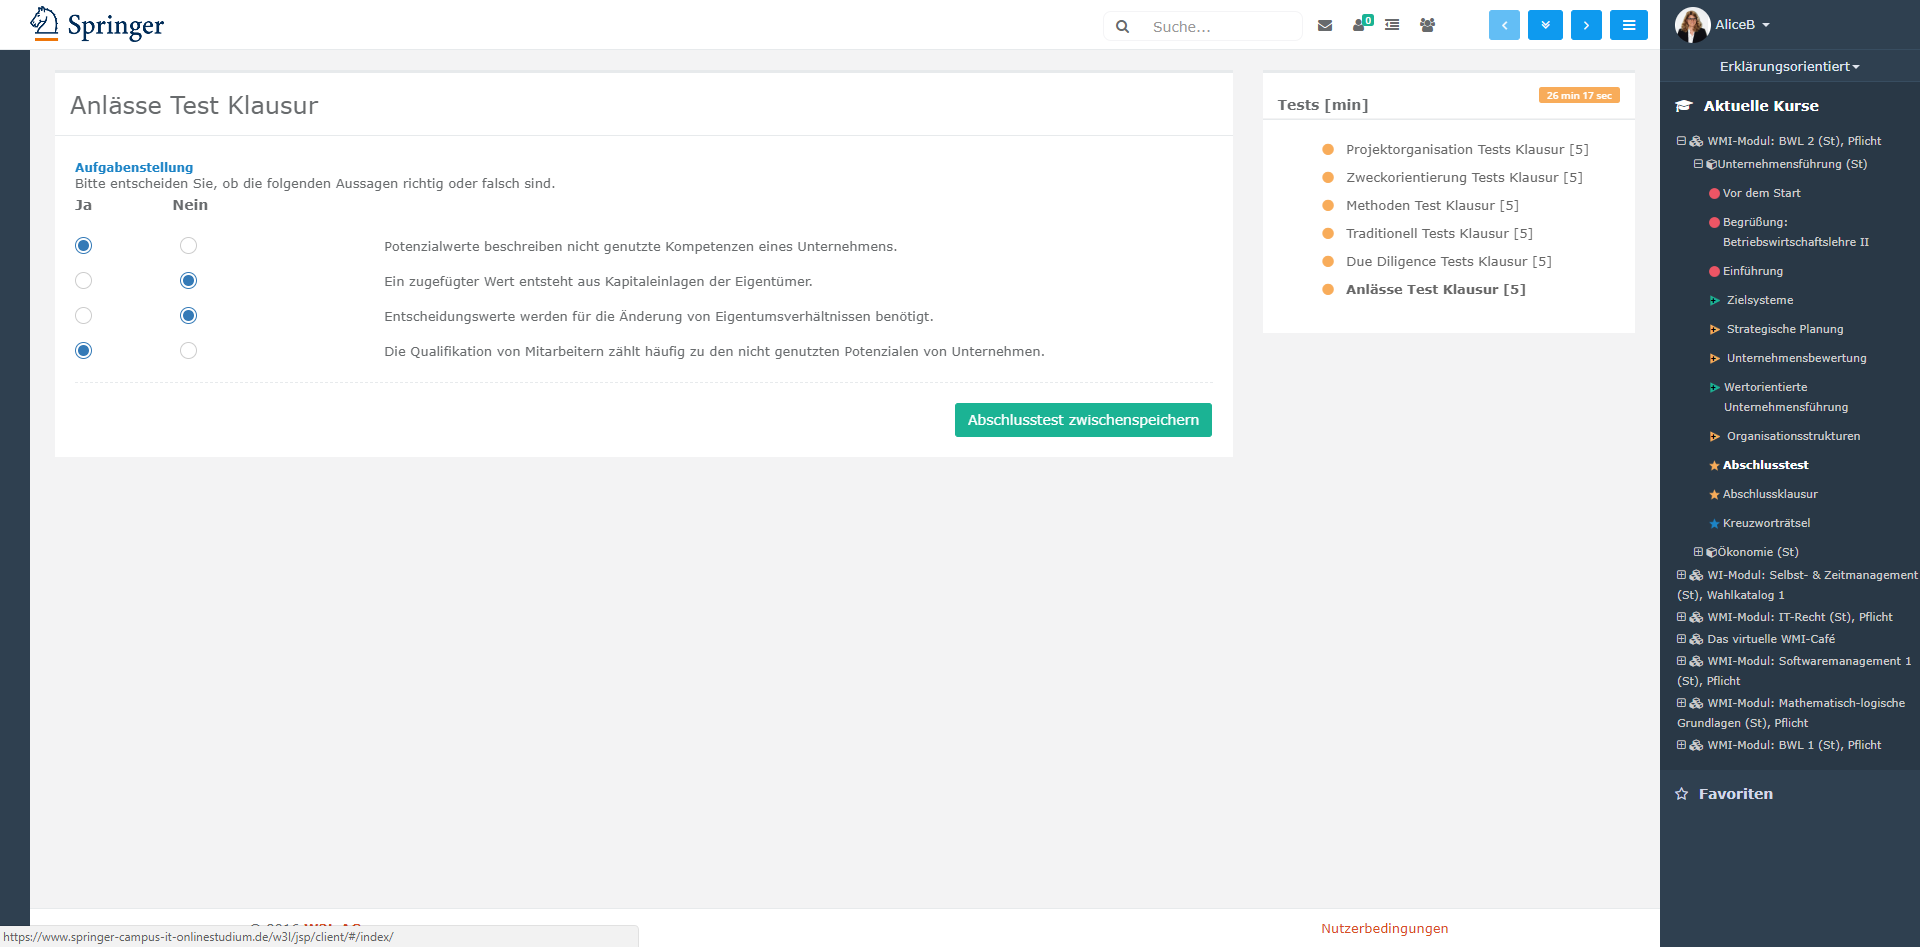 Springer
Suche...
0
AliceB
Erklärungsorientiert
Anlässe Test Klausur
Aufgabenstellung
Bitte entscheiden Sie, ob die folgenden Aussagen richtig oder falsch sind.
Ja Nein
Potenzialwerte beschreiben nicht genutzte Kompetenzen eines Unternehmens.
Ein zugefügter Wert entsteht aus Kapitaleinlagen der Eigentümer.
Entscheidungswerte werden für die Änderung von Eigentumsverhältnissen benötigt.
Die Qualifikation von Mitarbeitern zählt häufig zu den nicht genutzten Potenzialen von Unternehmen.
Abschlusstest zwischenspeichern
Tests [min]
26 min 17 sec
Projektorganisation Tests Klausur [5]
Zweckorientierung Tests Klausur [5]
Methoden Test Klausur [5]
Traditionell Tests Klausur [5]
Due Diligence Tests Klausur [5]
Anlässe Test Klausur [5]
Aktuelle Kurse
WMI-Modul: BWL 2 (St), Pflicht
Unternehmensführung (St)
Vor dem Start
Begrüßung:
Betriebswirtschaftslehre II
Einführung
Zielsysteme
Strategische Planung
Unternehmensbewertung
Wertorientierte
Unternehmensführung
Organisationsstrukturen
Abschlusstest
Abschlussklausur
Kreuzworträtsel
Ökonomie (St)
WI-Modul: Selbst- & Zeitmanagement
(St), Wahlkatalog 1
WMI-Modul: IT-Recht (St), Pflicht
Das virtuelle WMI-Café
WMI-Modul: Softwaremanagement 1
(St), Pflicht
WMI-Modul: Mathematisch-logische
Grundlagen (St), Pflicht
WMI-Modul: BWL 1 (St), Pflicht
Favoriten
© 2016 W3L AG
Nutzerbedingungen
https://www.springer-campus-it-onlinestudium.de/w3l/jsp/client/#/index/